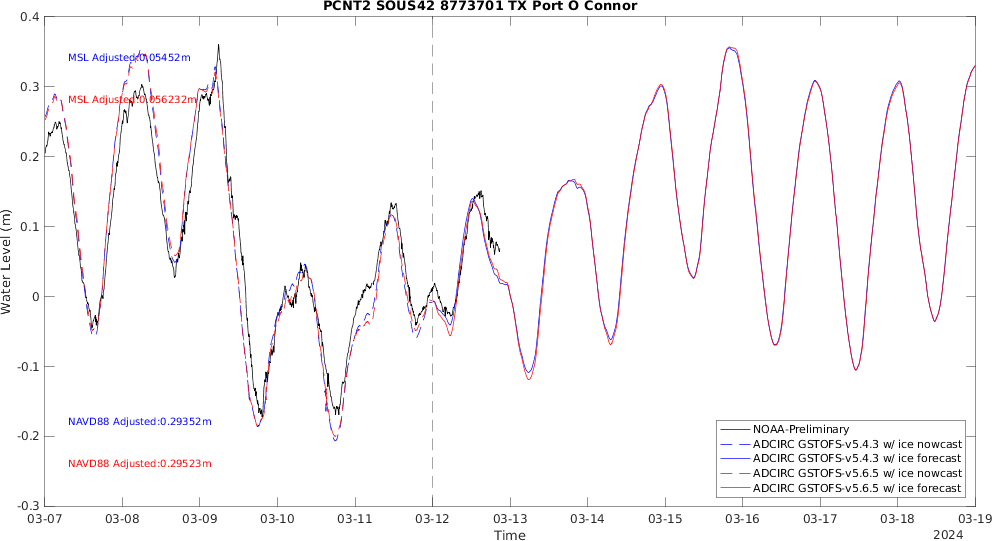 PCNT2 SOUS42 8773701 TX Port O Connor
0.4
0.3
0.2
0.1
0
-0.1
-0.2
-0.3
Water Level (m)
MSL Adjusted:0.05452m
MSL Adjusted:0.056232m
NAVD88 Adjusted:0.29352m
NAVD88 Adjusted:0.29523m
NOAA-Preliminary
ADCIRC GSTOFS-v5.4.3 w/ ice nowcast
ADCIRC GSTOFS-v5.4.3 w/ ice forecast
ADCIRC GSTOFS-v5.6.5 w/ ice nowcast
ADCIRC GSTOFS-v5.6.5 w/ ice forecast
03-07 03-08 03-09 03-10 03-11 03-12 03-13 03-14 03-15 03-16 03-17 03-18 03-19
Time
2024